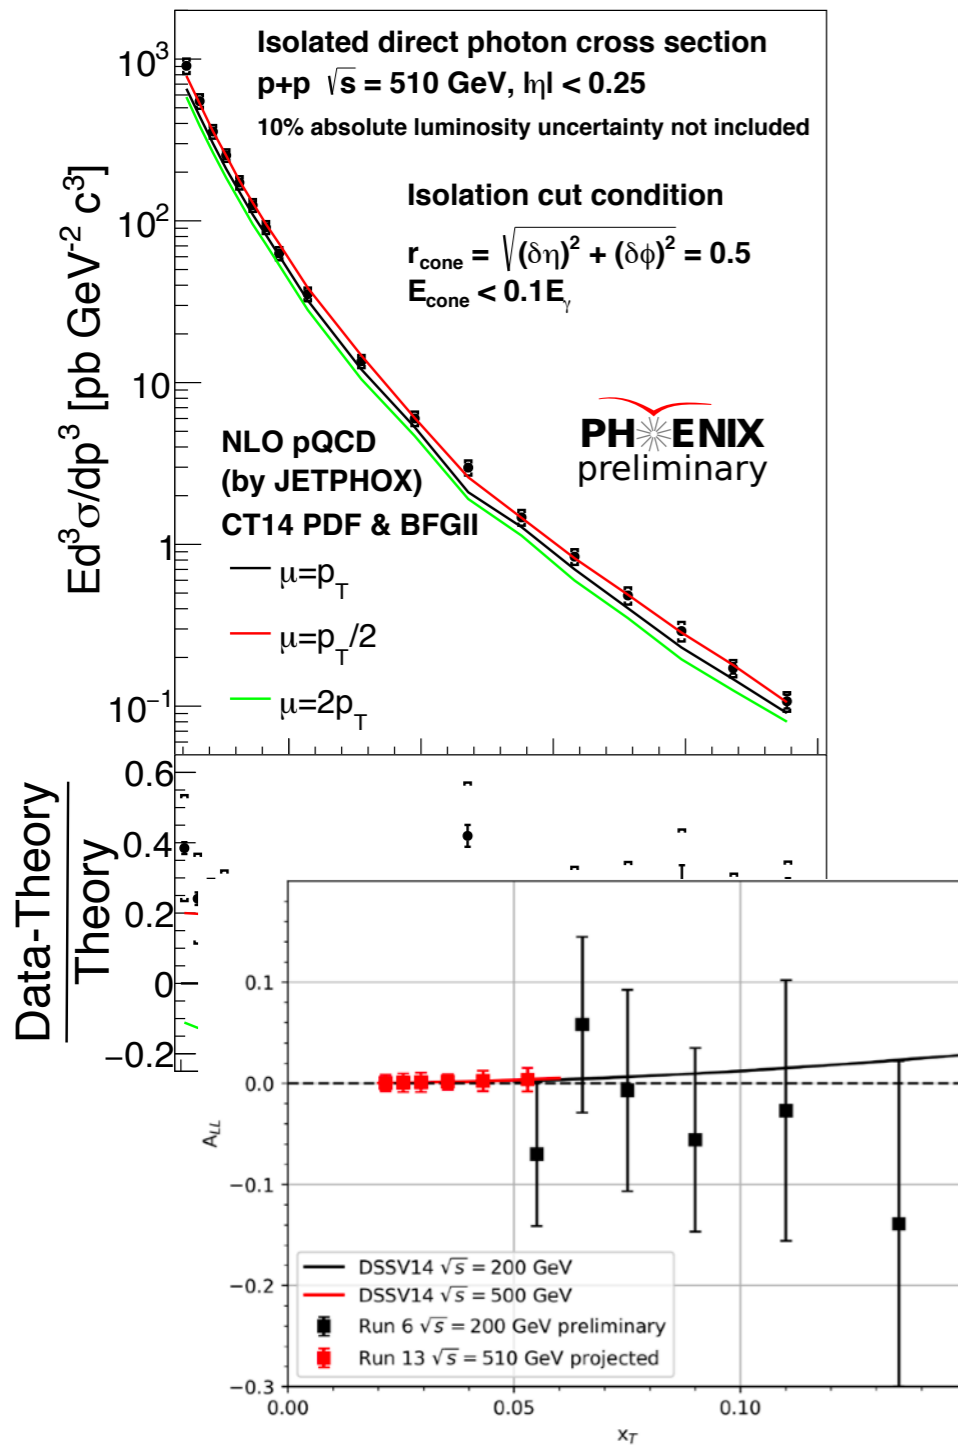 Isolated direct photon cross section
p+p √s = 510 GeV, |η| < 0.25
10% absolute luminosity uncertainty not included
Isolation cut condition
r_cone = √(δη)² + (δϕ)² = 0.5
E_cone < 0.1E_γ
PHENIX
preliminary
NLO pQCD
(by JETPHOX)
CT14 PDF & BFGII
μ=p_T
μ=p_T/2
μ=2p_T
Ed³σ/dp³ [pb GeV⁻² c³]
10³
10²
10
1
10⁻¹
Data-Theory
Theory
0.6
0.4
0.2
0
−0.2
A_LL
0.1
0.0
−0.1
−0.2
−0.3
DSSV14 √s = 200 GeV
DSSV14 √s = 500 GeV
Run 6 √s = 200 GeV preliminary
Run 13 √s = 510 GeV projected
0.00 0.05 0.10
x_T